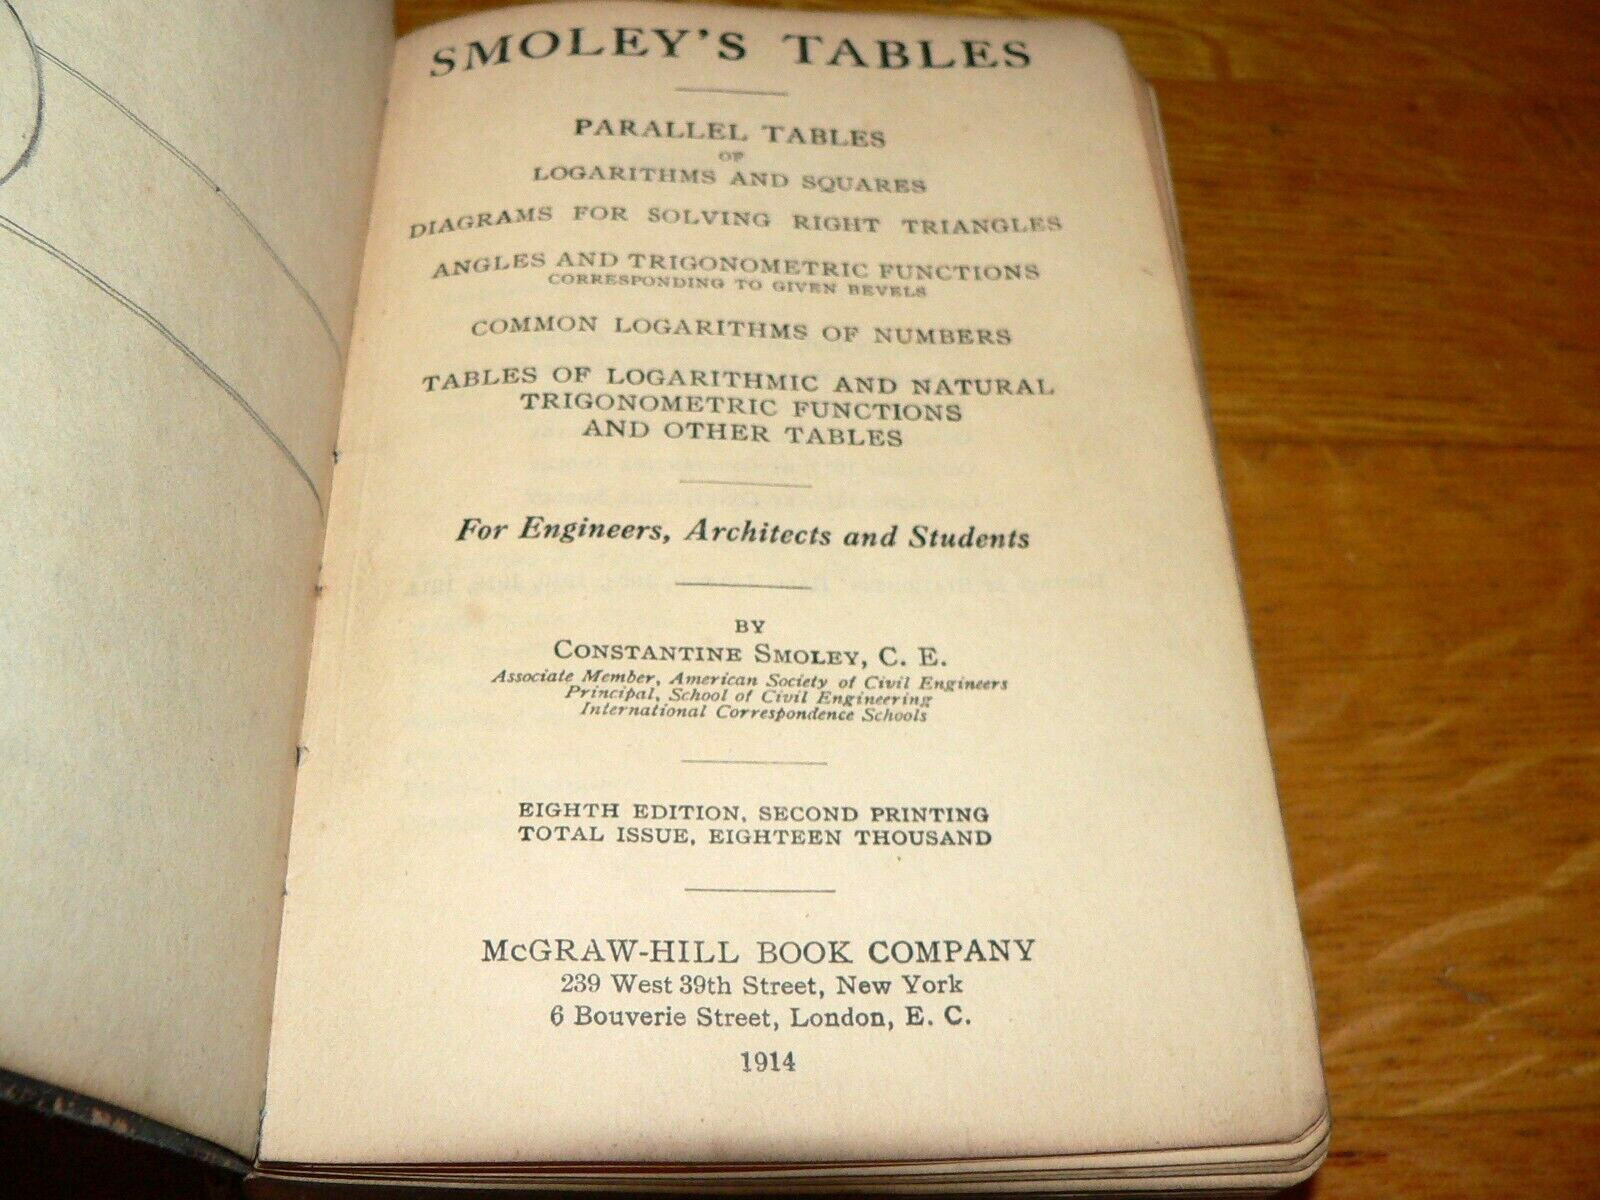 SMOLEY'S TABLES
PARALLEL TABLES
OF
LOGARITHMS AND SQUARES
DIAGRAMS FOR SOLVING RIGHT TRIANGLES
ANGLES AND TRIGONOMETRIC FUNCTIONS
CORRESPONDING TO GIVEN BEVELS
COMMON LOGARITHMS OF NUMBERS
TABLES OF LOGARITHMIC AND NATURAL
TRIGONOMETRIC FUNCTIONS
AND OTHER TABLES
For Engineers, Architects and Students
BY
CONSTANTINE SMOLEY, C. E.
Associate Member, American Society of Civil Engineers
Principal, School of Civil Engineering
International Correspondence Schools
EIGHTH EDITION, SECOND PRINTING
TOTAL ISSUE, EIGHTEEN THOUSAND
McGRAW-HILL BOOK COMPANY
239 West 39th Street, New York
6 Bouverie Street, London, E. C.
1914